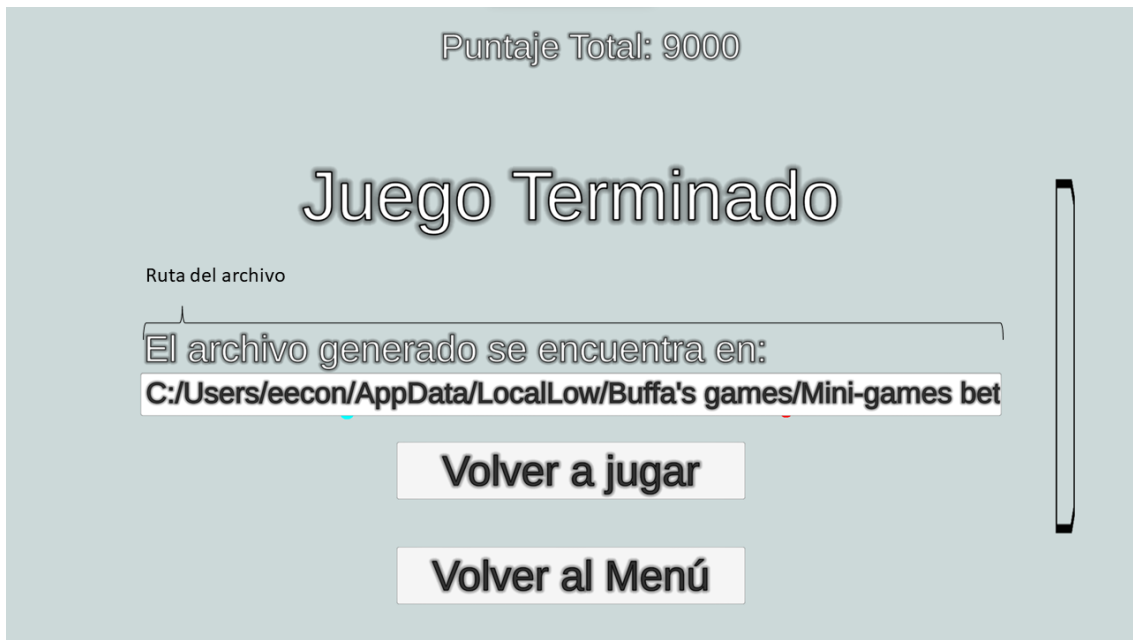 Puntaje Total: 9000
Juego Terminado
Ruta del archivo
El archivo generado se encuentra en:
C:/Users/eecon/AppData/LocalLow/Buffa's games/Mini-games bet
Volver a jugar
Volver al Menú